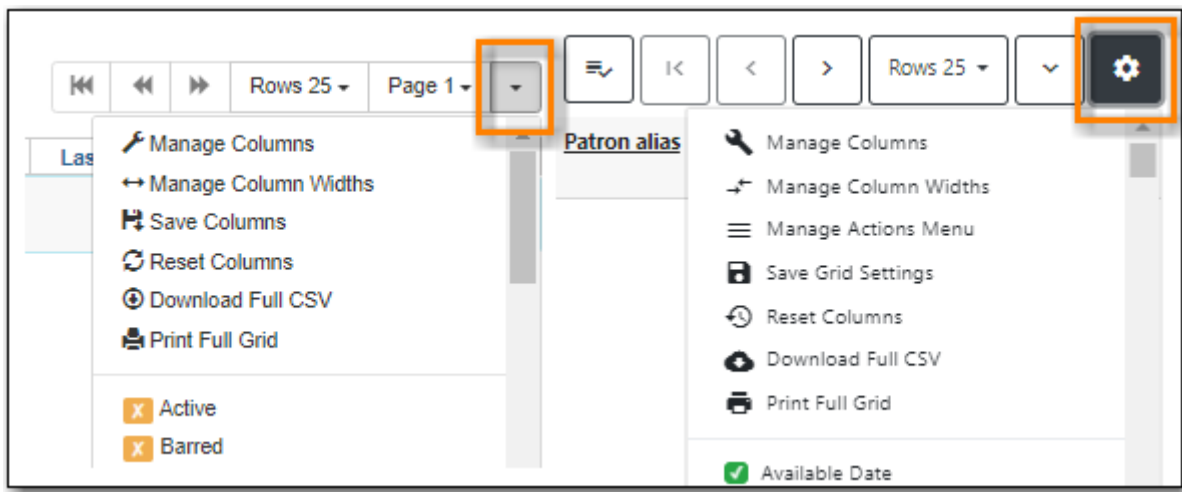 Rows 25
Page 1
Las
Manage Columns
Manage Column Widths
Save Columns
Reset Columns
Download Full CSV
Print Full Grid
X Active
X Barred
Rows 25
Patron alias
Manage Columns
Manage Column Widths
Manage Actions Menu
Save Grid Settings
Reset Columns
Download Full CSV
Print Full Grid
Available Date